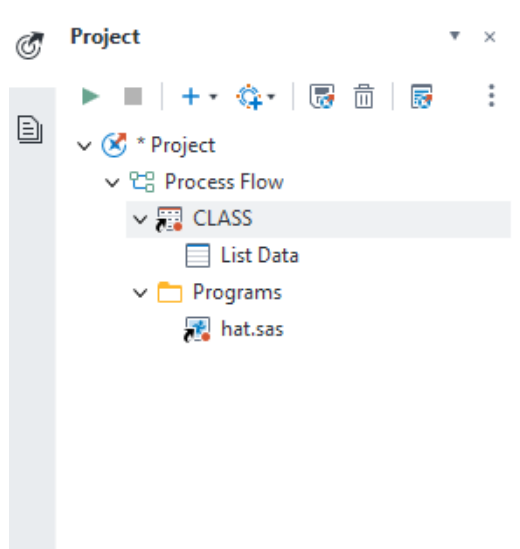 Project
* Project
Process Flow
CLASS
List Data
Programs
hat.sas